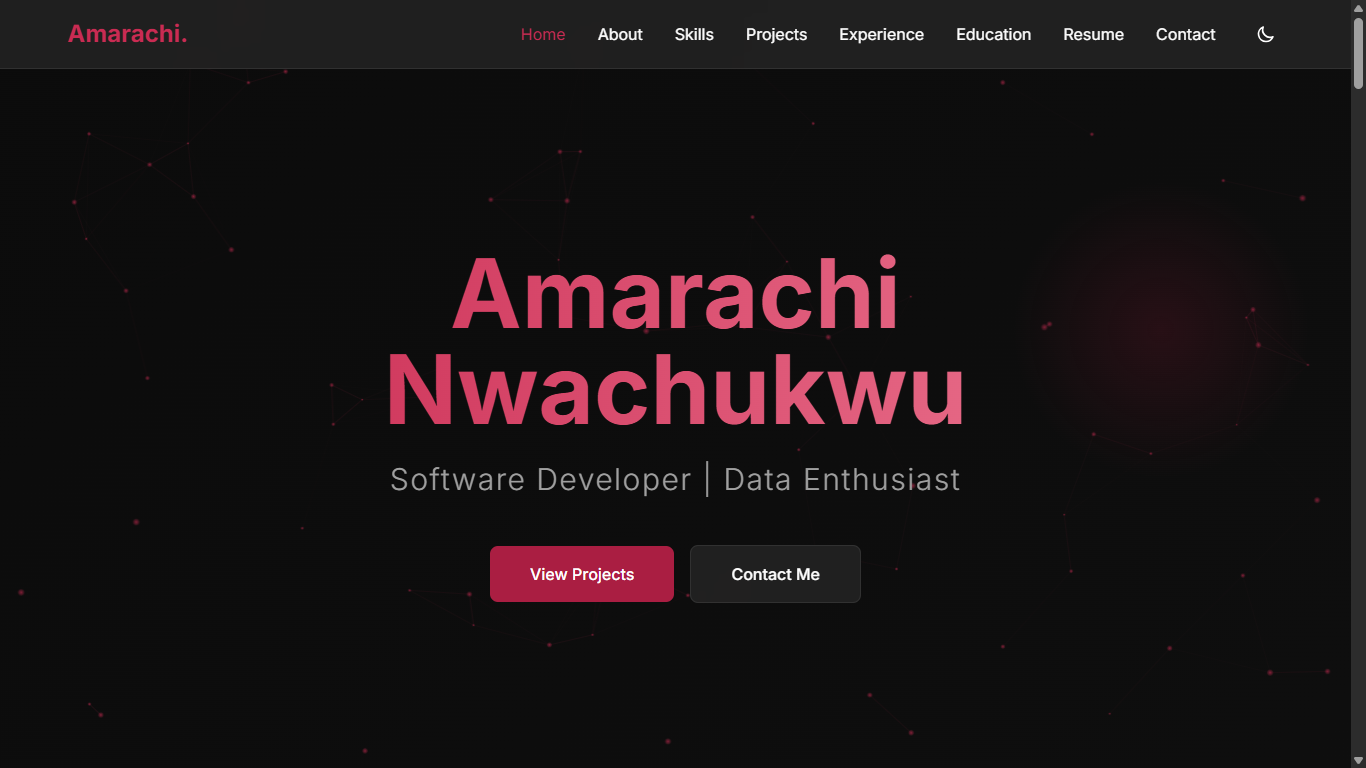 Amarachi.
Home About Skills Projects Experience Education Resume Contact
Amarachi
Nwachukwu
Software Developer | Data Enthusiast
View Projects Contact Me